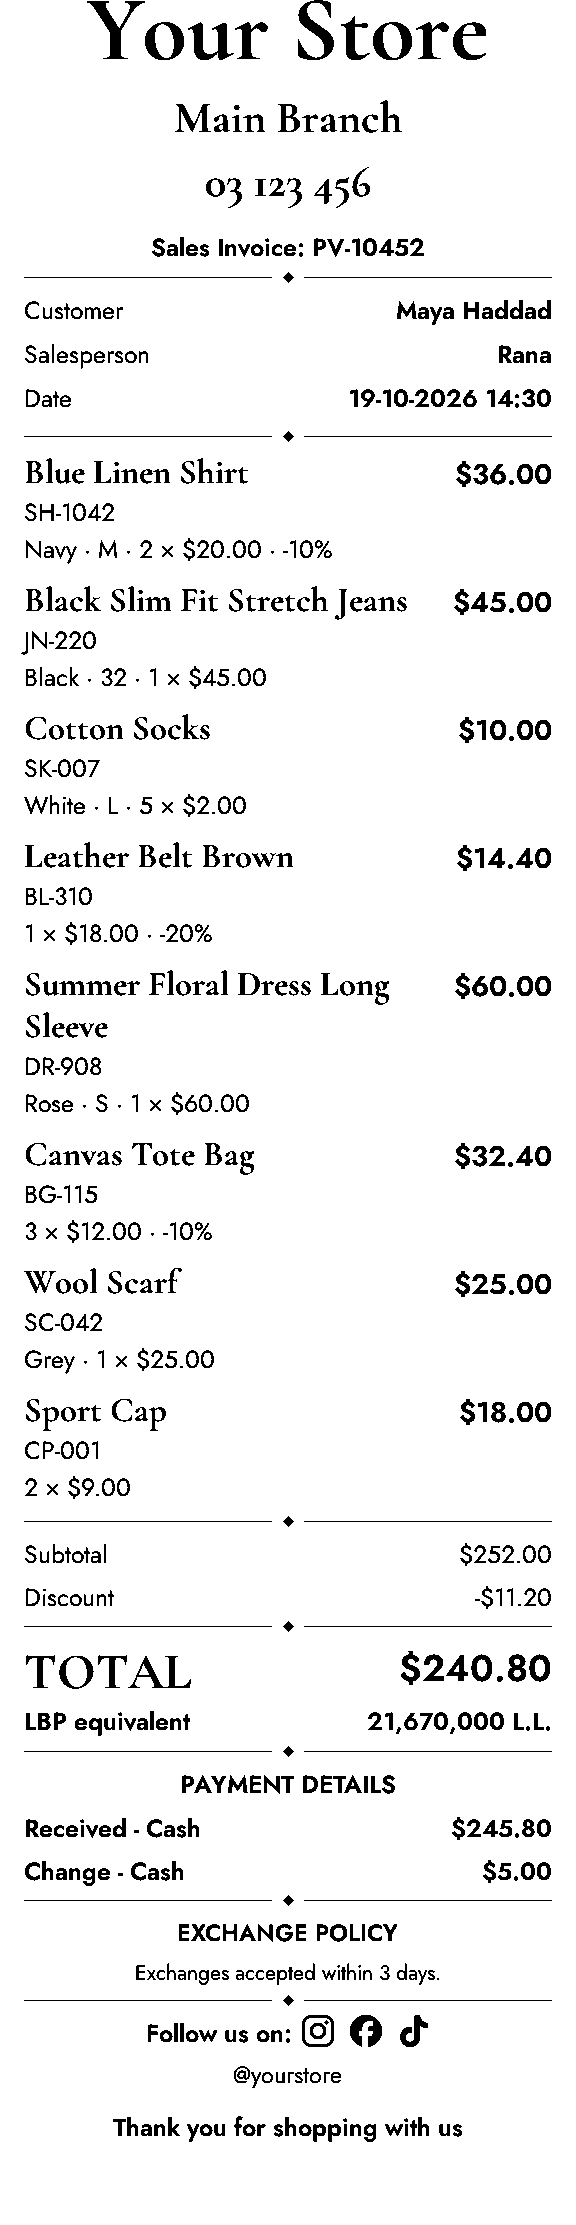 Your Store
Main Branch
03 123 456
Sales Invoice: PV-10452
Customer Maya Haddad
Salesperson Rana
Date 19-10-2026 14:30
Blue Linen Shirt $36.00
SH-1042
Navy · M · 2 × $20.00 · -10%
Black Slim Fit Stretch Jeans $45.00
JN-220
Black · 32 · 1 × $45.00
Cotton Socks $10.00
SK-007
White · L · 5 × $2.00
Leather Belt Brown $14.40
BL-310
1 × $18.00 · -20%
Summer Floral Dress Long $60.00
Sleeve
DR-908
Rose · S · 1 × $60.00
Canvas Tote Bag $32.40
BG-115
3 × $12.00 · -10%
Wool Scarf $25.00
SC-042
Grey · 1 × $25.00
Sport Cap $18.00
CP-001
2 × $9.00
Subtotal $252.00
Discount -$11.20
TOTAL $240.80
LBP equivalent 21,670,000 L.L.
PAYMENT DETAILS
Received - Cash $245.80
Change - Cash $5.00
EXCHANGE POLICY
Exchanges accepted within 3 days.
Follow us on:
@yourstore
Thank you for shopping with us